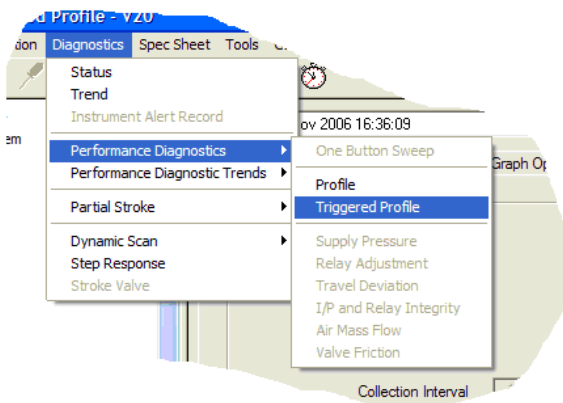 d Profile - V20
tion Diagnostics Spec Sheet Tools
Status
Trend
Instrument Alert Record
ov 2006 16:36:09
em
Performance Diagnostics
One Button Sweep
Graph Op
Performance Diagnostic Trends
Profile
Partial Stroke
Triggered Profile
Dynamic Scan
Supply Pressure
Step Response
Relay Adjustment
Stroke Valve
Travel Deviation
I/P and Relay Integrity
Air Mass Flow
Valve Friction
Collection Interval